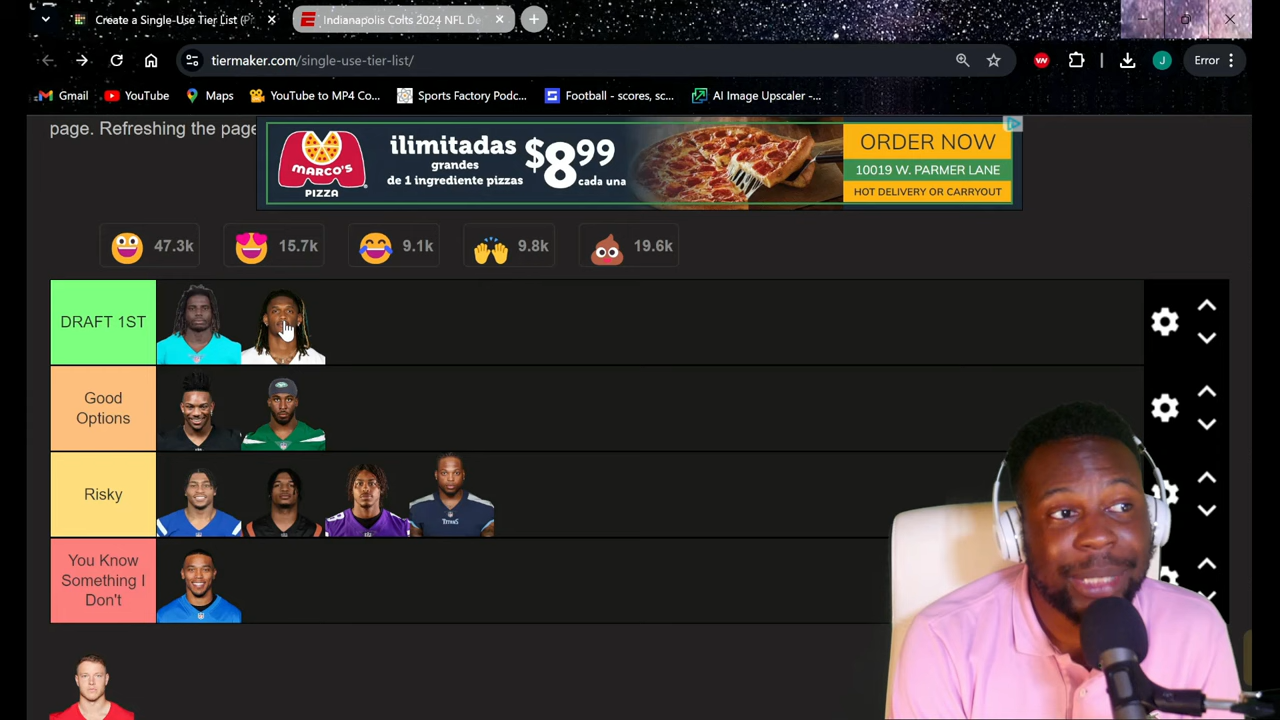 Create a Single-Use Tier List (P
Indianapolis Colts 2024 NFL De
tiermaker.com/single-use-tier-list/
Error
Gmail
YouTube
Maps
YouTube to MP4 Co...
Sports Factory Podc...
Football - scores, sc...
AI Image Upscaler -...
page. Refreshing the page
MARCO'S
PIZZA
ilimitadas
grandes
de 1 ingrediente pizzas
$899
cada una
ORDER NOW
10019 W. PARMER LANE
HOT DELIVERY OR CARRYOUT
47.3k
15.7k
9.1k
9.8k
19.6k
DRAFT 1ST
Good
Options
Risky
TITANS
You Know
Something I
Don't